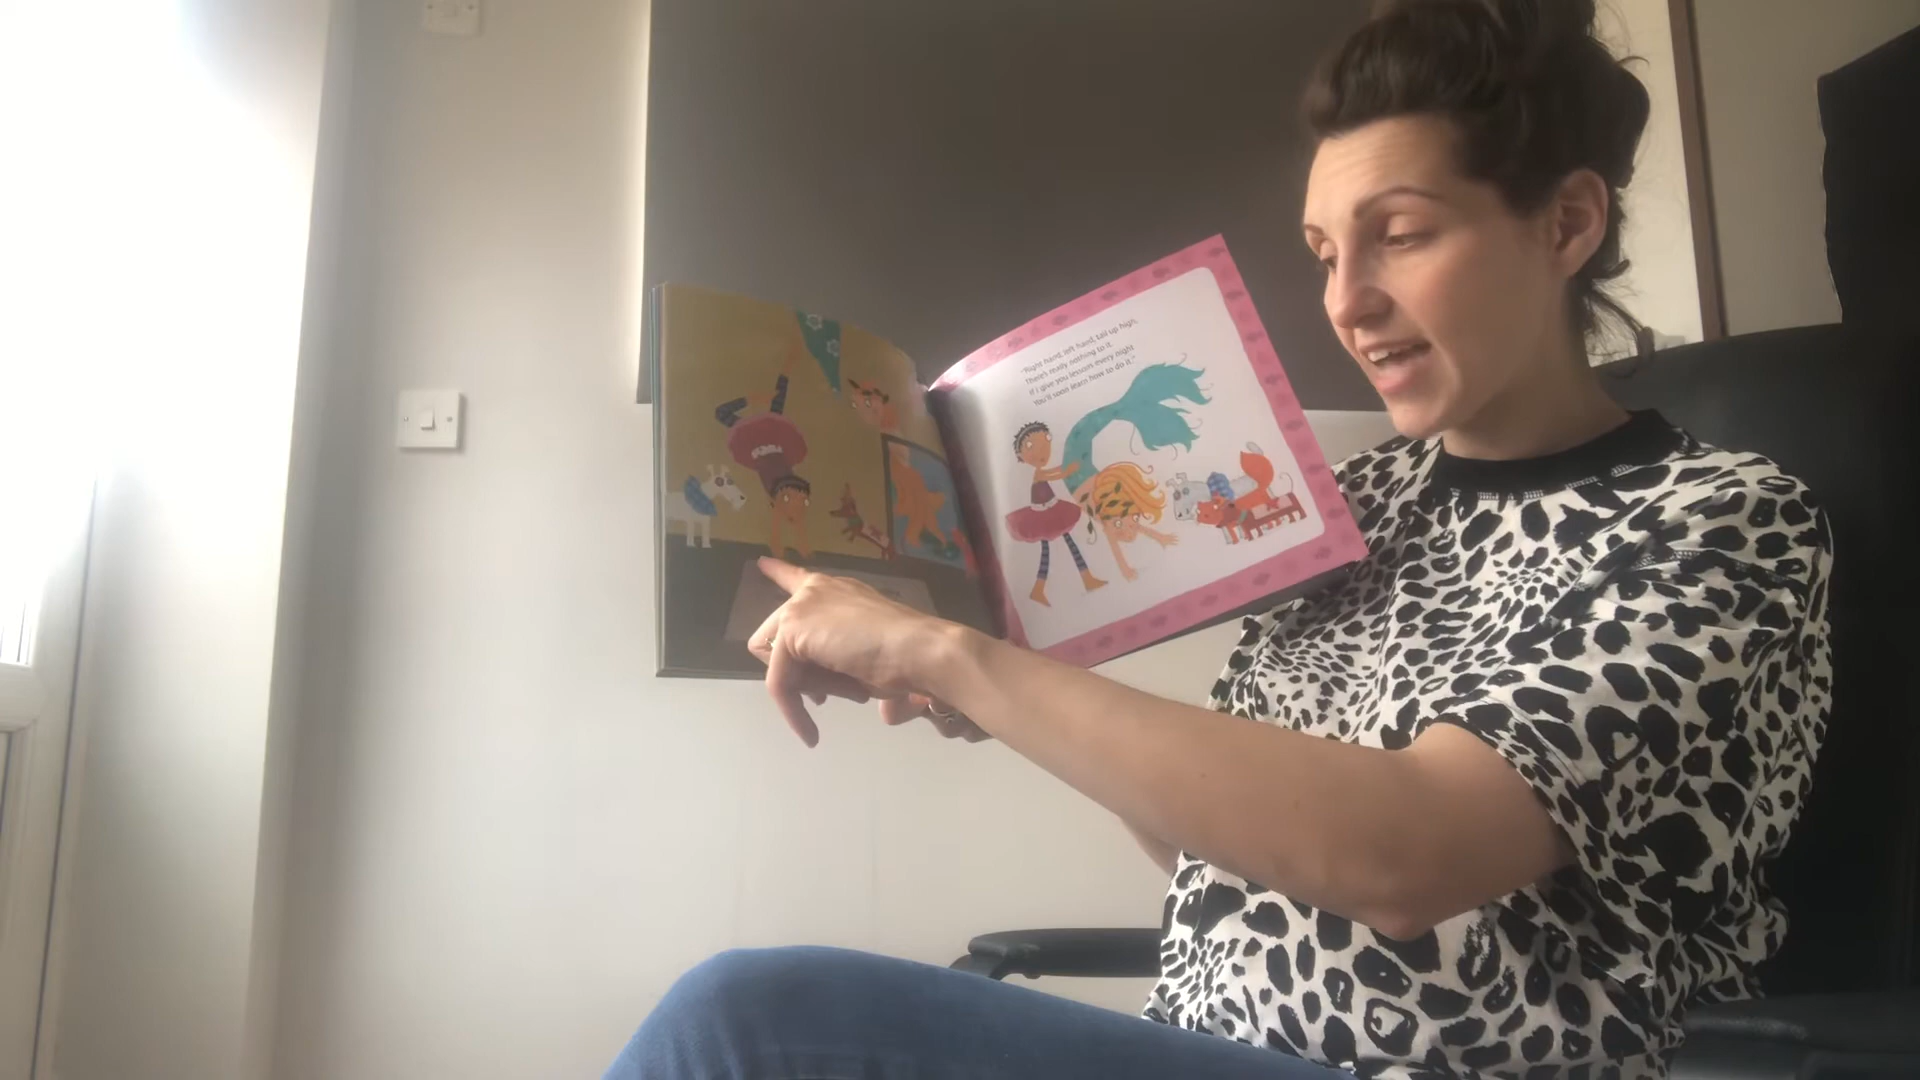 "Right hand, left hand, tail up high,
There's really nothing to it.
If I give you lessons every night
You'll soon learn how to do it."